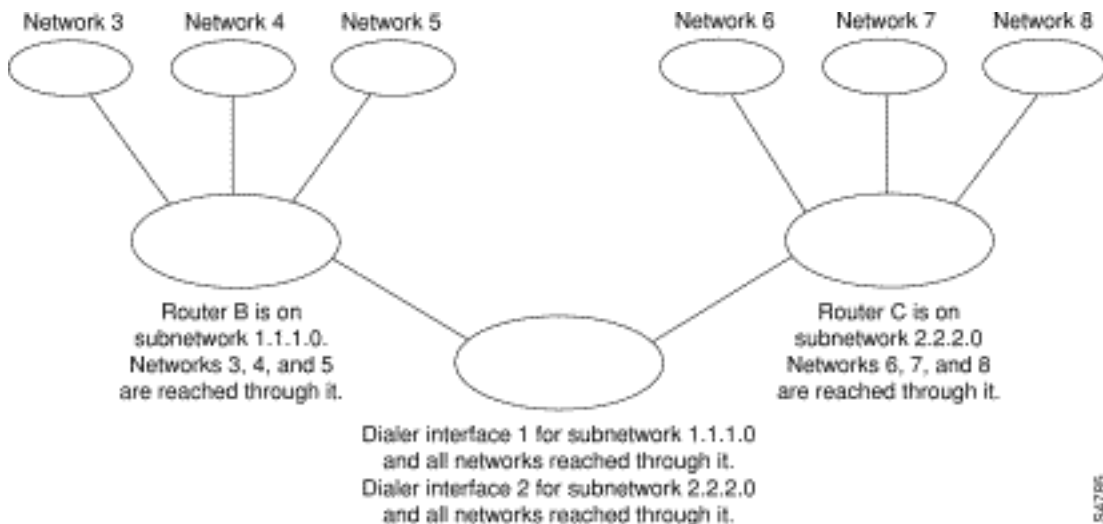 Network 3
Network 4
Network 5
Network 6
Network 7
Network 8
Router B is on
subnetwork 1.1.1.0.
Networks 3, 4, and 5
are reached through it.
Router C is on
subnetwork 2.2.2.0
Networks 6, 7, and 8
are reached through it.
Dialer interface 1 for subnetwork 1.1.1.0
and all networks reached through it.
Dialer interface 2 for subnetwork 2.2.2.0
and all networks reached through it.